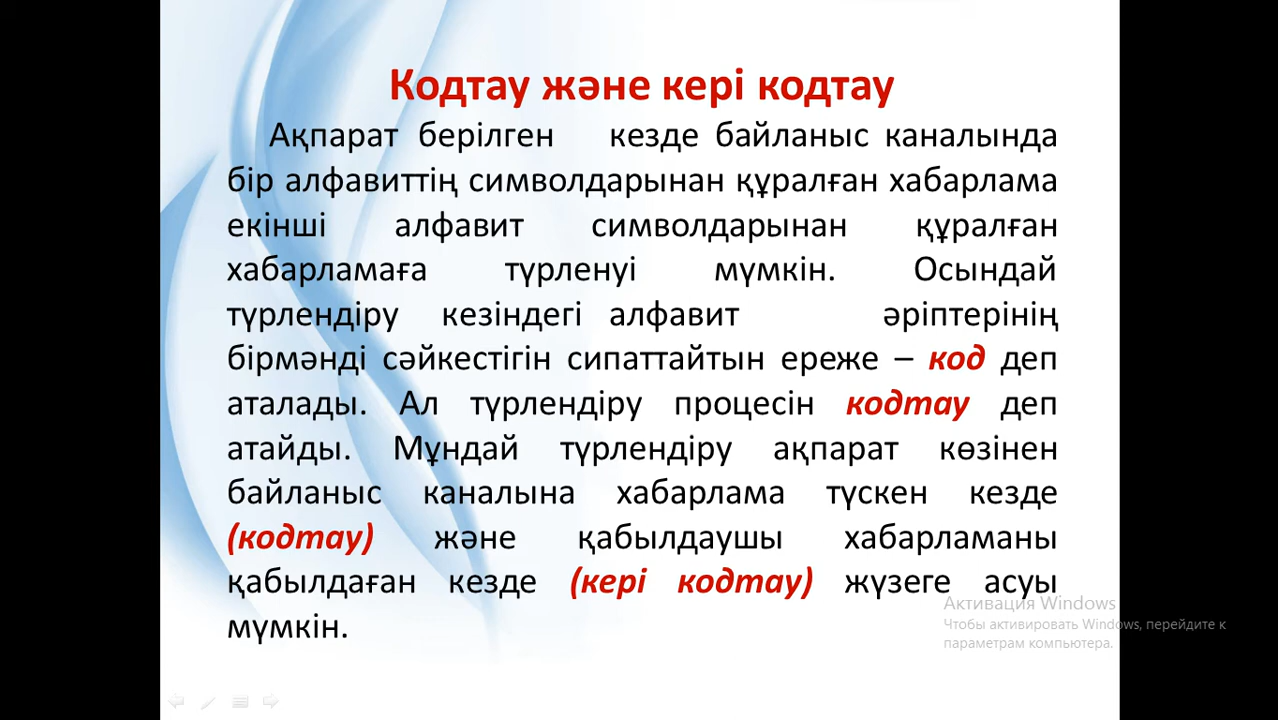 Кодтау және кері кодтау
Ақпарат берілген кезде байланыс каналында
бір алфавиттің символдарынан құралған хабарлама
екінші алфавит символдарынан құралған
хабарламаға түрленуі мүмкін. Осындай
түрлендіру кезіндегі алфавит әріптерінің
бірмәнді сәйкестігін сипаттайтын ереже – код деп
аталады. Ал түрлендіру процесін кодтау деп
атайды. Мұндай түрлендіру ақпарат көзінен
байланыс каналына хабарлама түскен кезде
(кодтау) және қабылдаушы хабарламаны
қабылдаған кезде (кері кодтау) жүзеге асуы
мүмкін.
Активация Windows
Чтобы активировать Windows, перейдите к
параметрам компьютера.